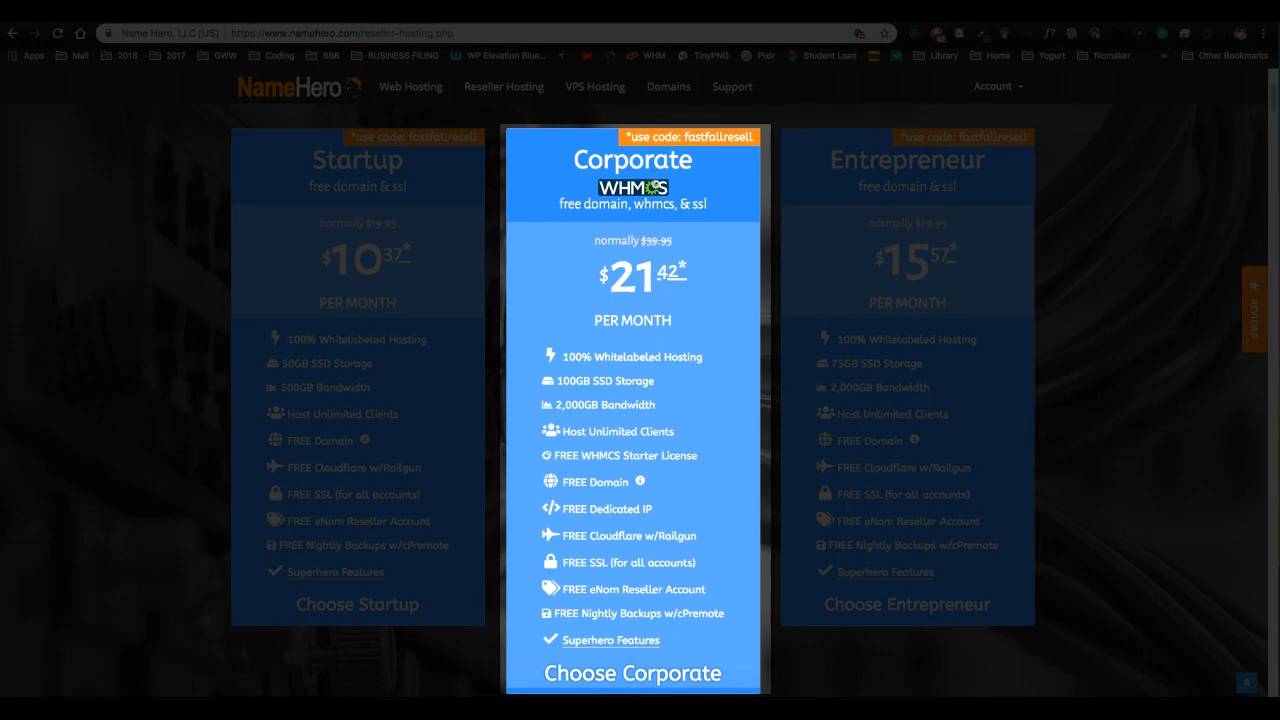 Name Hero, LLC [US] | https://www.namehero.com/reseller-hosting.php
Apps Mail 2018 2017 GWW Coding BBB BUSINESS FILING WP Elevation Blue... WHM TinyPNG Pixlr Student Loan Library Home Yogurt flicmaker » Other Bookmarks
NameHero Web Hosting Reseller Hosting VPS Hosting Domains Support Account
*use code: fastfallresell
Startup
free domain & ssl
normally $19.95
$10.37*
PER MONTH
100% Whitelabeled Hosting
50GB SSD Storage
500GB Bandwidth
Host Unlimited Clients
FREE Domain
FREE Cloudflare w/Railgun
FREE SSL (for all accounts)
FREE eNom Reseller Account
FREE Nightly Backups w/cPremote
Superhero Features
Choose Startup
*use code: fastfallresell
Corporate
WHMCS
free domain, whmcs, & ssl
normally $39.95
$21.42*
PER MONTH
100% Whitelabeled Hosting
100GB SSD Storage
2,000GB Bandwidth
Host Unlimited Clients
FREE WHMCS Starter License
FREE Domain
FREE Dedicated IP
FREE Cloudflare w/Railgun
FREE SSL (for all accounts)
FREE eNom Reseller Account
FREE Nightly Backups w/cPremote
Superhero Features
Choose Corporate
*use code: fastfallresell
Entrepreneur
free domain & ssl
normally $29.95
$15.57*
PER MONTH
100% Whitelabeled Hosting
75GB SSD Storage
2,000GB Bandwidth
Host Unlimited Clients
FREE Domain
FREE Cloudflare w/Railgun
FREE SSL (for all accounts)
FREE eNom Reseller Account
FREE Nightly Backups w/cPremote
Superhero Features
Choose Entrepreneur
REVIEWS